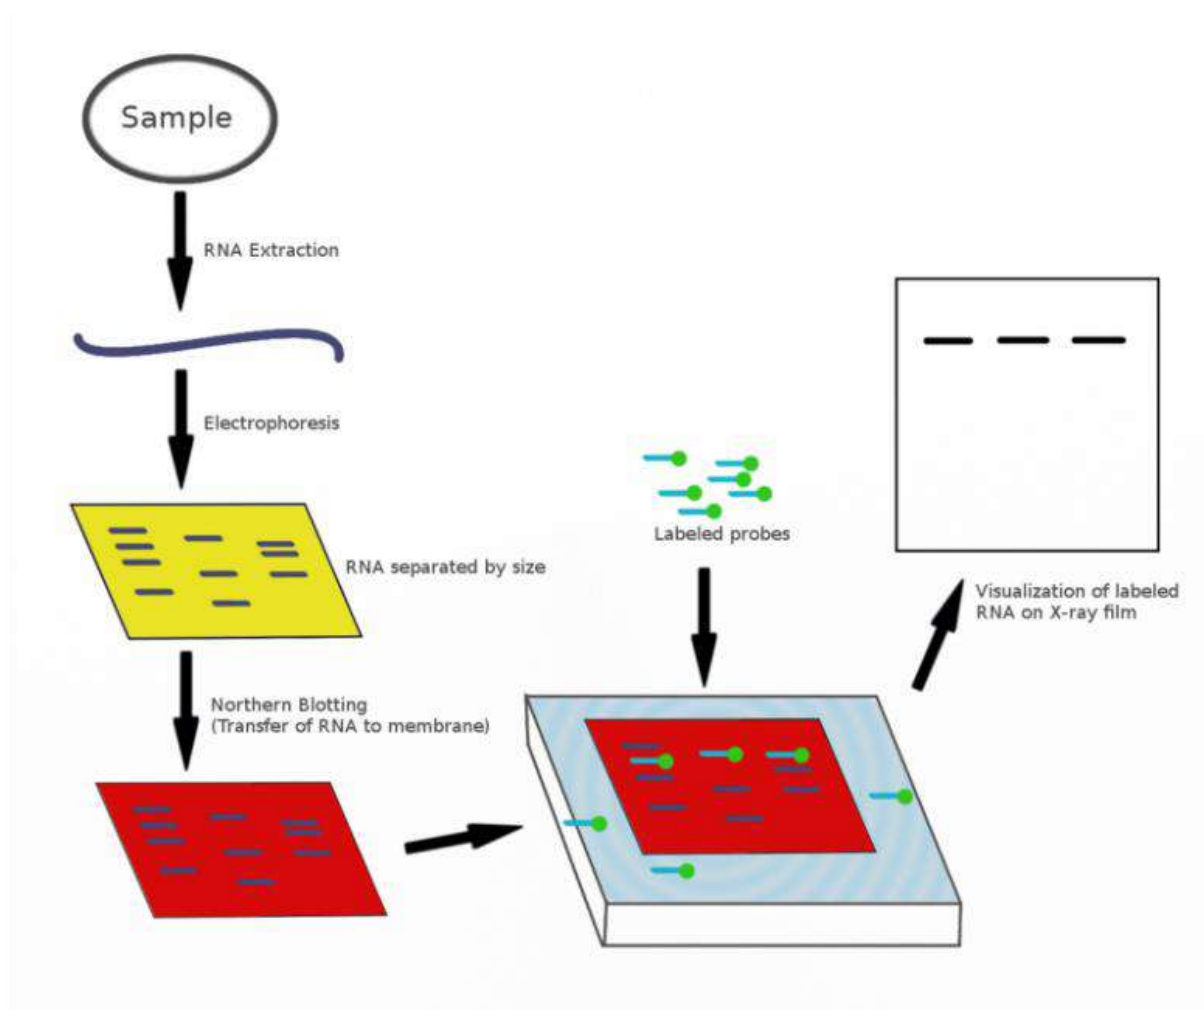 Sample
RNA Extraction
Electrophoresis
RNA separated by size
Northern Blotting
(Transfer of RNA to membrane)
Labeled probes
Visualization of labeled
RNA on X-ray film